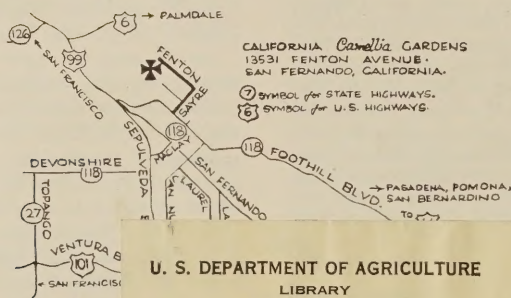 6 → PALMDALE
126
99
SAN FRANCISCO
FENTON
SAYRE
CALIFORNIA Camellia GARDENS
13531 FENTON AVENUE.
SAN FERNANDO, CALIFORNIA.
7 SYMBOL for STATE HIGHWAYS.
6 SYMBOL for U.S. HIGHWAYS.
118
MACLAY
SEPULVEDA
118 FOOTHILL BLVD.
→ PASADENA, POMONA,
SAN BERNARDINO
TO
DEVONSHIRE
118
SAN FERNANDO
LAUREL
TOPANGO
27
VENTURA B
101
SAN FRANCISC
U. S. DEPARTMENT OF AGRICULTURE
LIBRARY